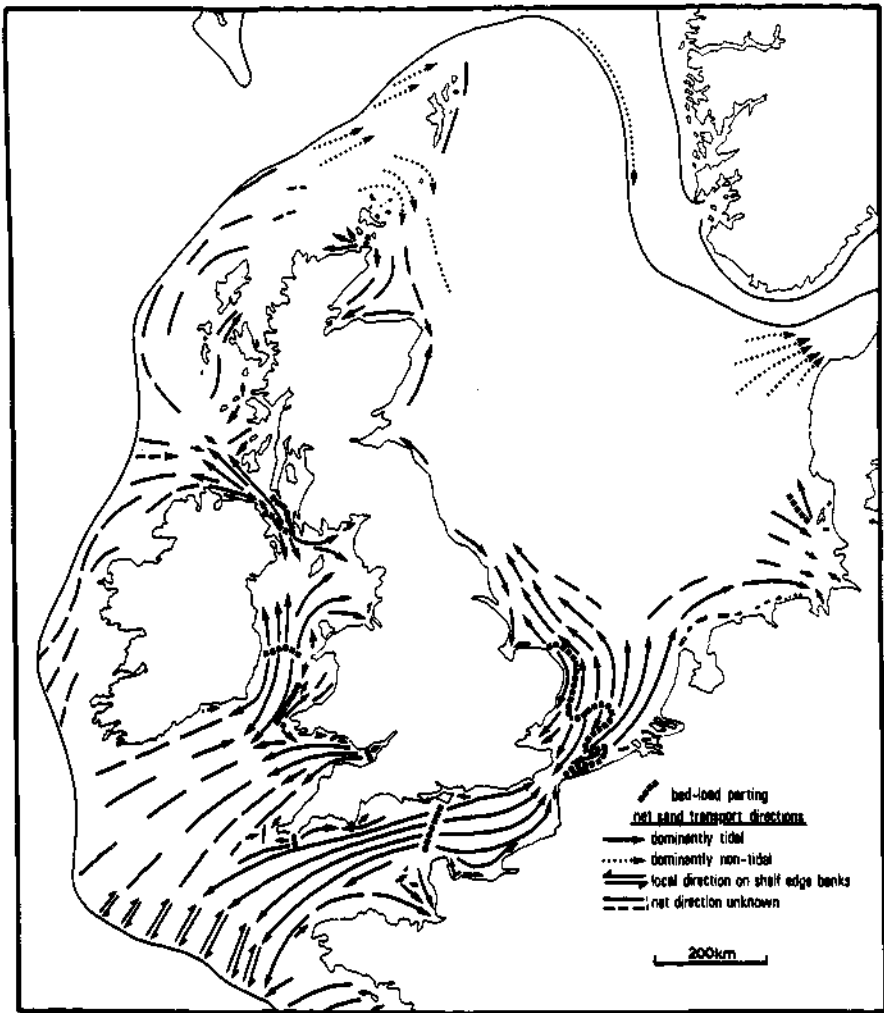 bed-load parting
net sand transport directions
dominantly tidal
dominantly non-tidal
local direction on shelf edge banks
net direction unknown
200km